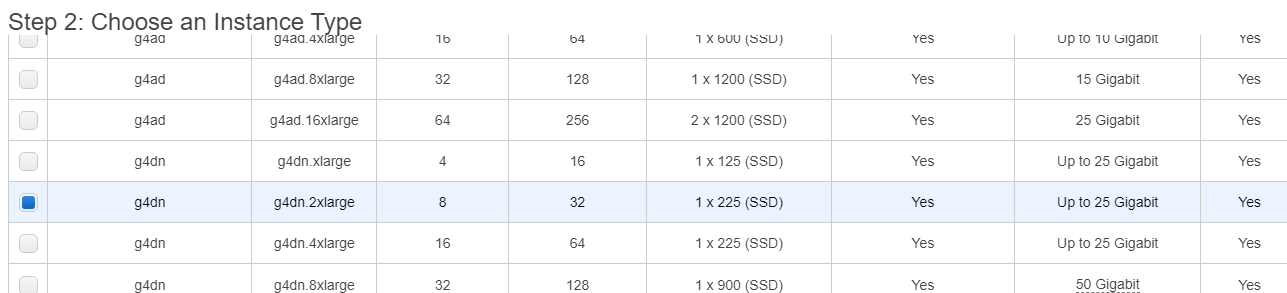 Step 2: Choose an Instance Type
g4ad g4ad.4xlarge 16 64 1 x 600 (SSD) Yes Up to 10 Gigabit Yes
g4ad g4ad.8xlarge 32 128 1 x 1200 (SSD) Yes 15 Gigabit Yes
g4ad g4ad.16xlarge 64 256 2 x 1200 (SSD) Yes 25 Gigabit Yes
g4dn g4dn.xlarge 4 16 1 x 125 (SSD) Yes Up to 25 Gigabit Yes
g4dn g4dn.2xlarge 8 32 1 x 225 (SSD) Yes Up to 25 Gigabit Yes
g4dn g4dn.4xlarge 16 64 1 x 225 (SSD) Yes Up to 25 Gigabit Yes
g4dn g4dn.8xlarge 32 128 1 x 900 (SSD) Yes 50 Gigabit Yes